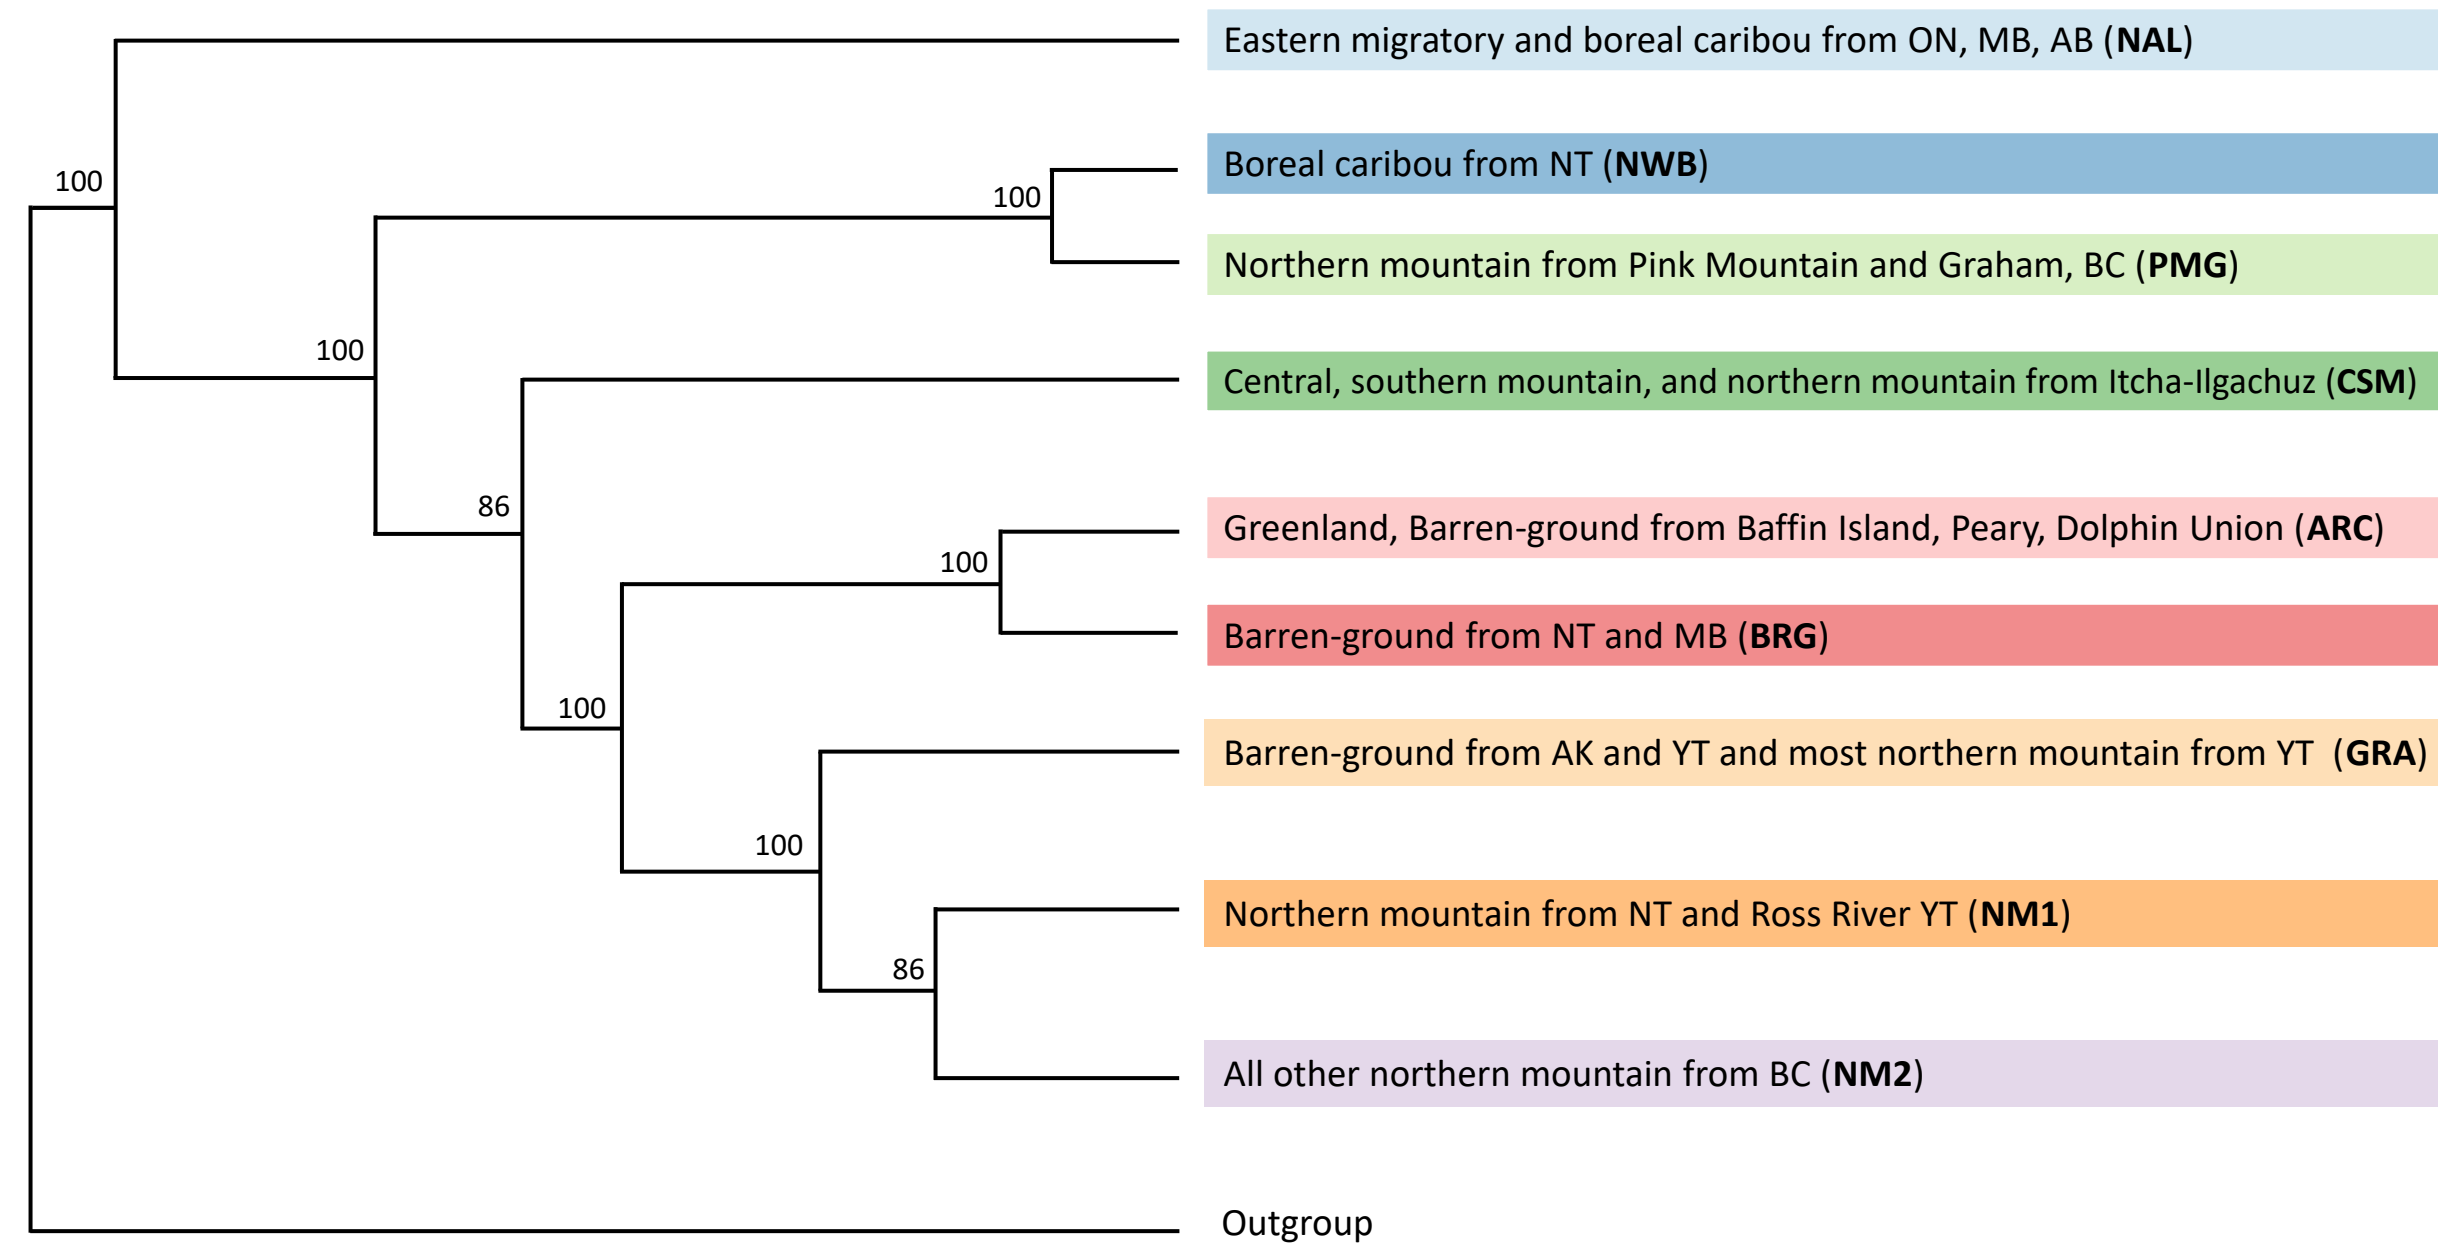 Eastern migratory and boreal caribou from ON, MB, AB (NAL)
100
Boreal caribou from NT (NWB)
100
Northern mountain from Pink Mountain and Graham, BC (PMG)
100
Central, southern mountain, and northern mountain from Itcha-Ilgachuz (CSM)
86
Greenland, Barren-ground from Baffin Island, Peary, Dolphin Union (ARC)
100
Barren-ground from NT and MB (BRG)
100
Barren-ground from AK and YT and most northern mountain from YT (GRA)
100
Northern mountain from NT and Ross River YT (NM1)
86
All other northern mountain from BC (NM2)
Outgroup